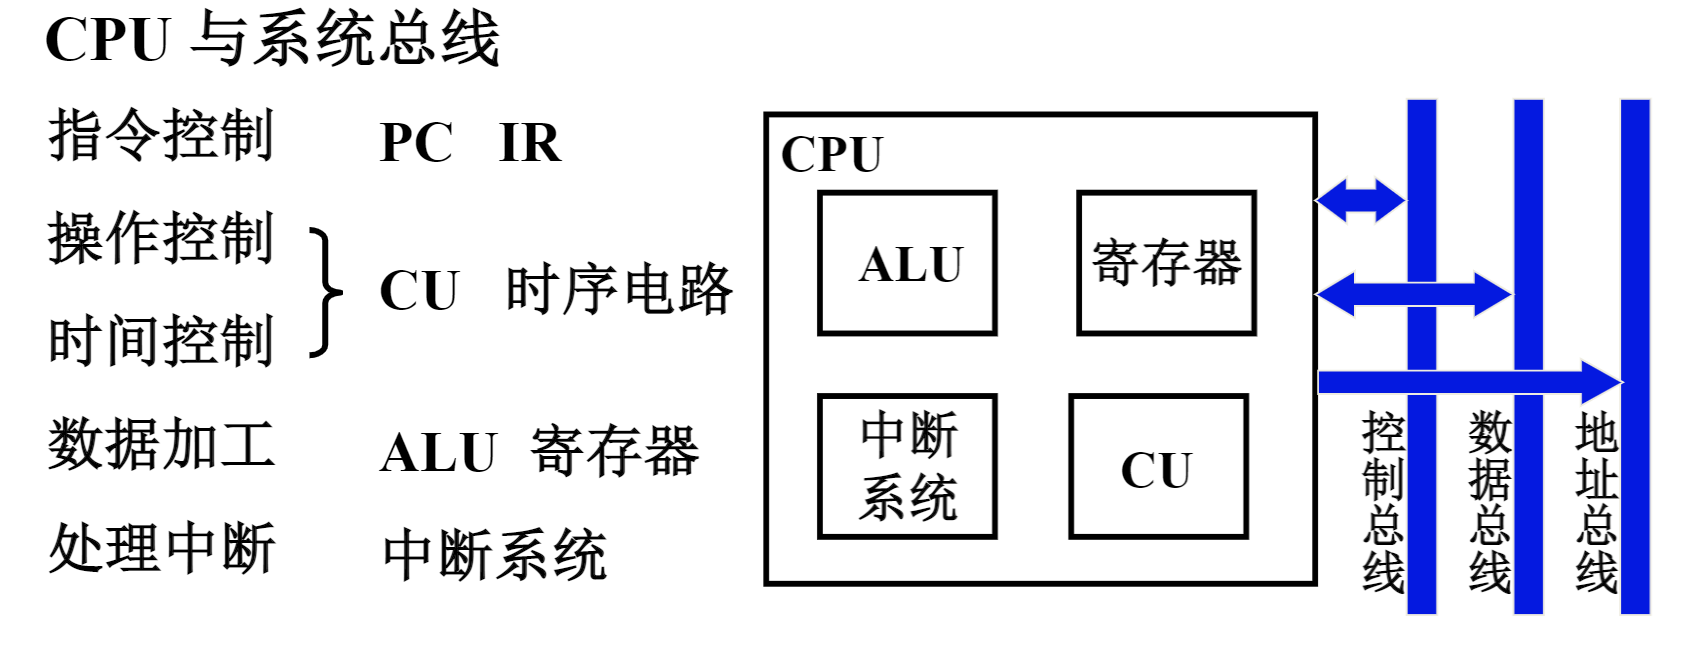 CPU 与系统总线
指令控制 PC IR
操作控制
时间控制
CU 时序电路
数据加工 ALU 寄存器
处理中断 中断系统
CPU
ALU
寄存器
中断
系统
CU
控制总线
数据总线
地址总线